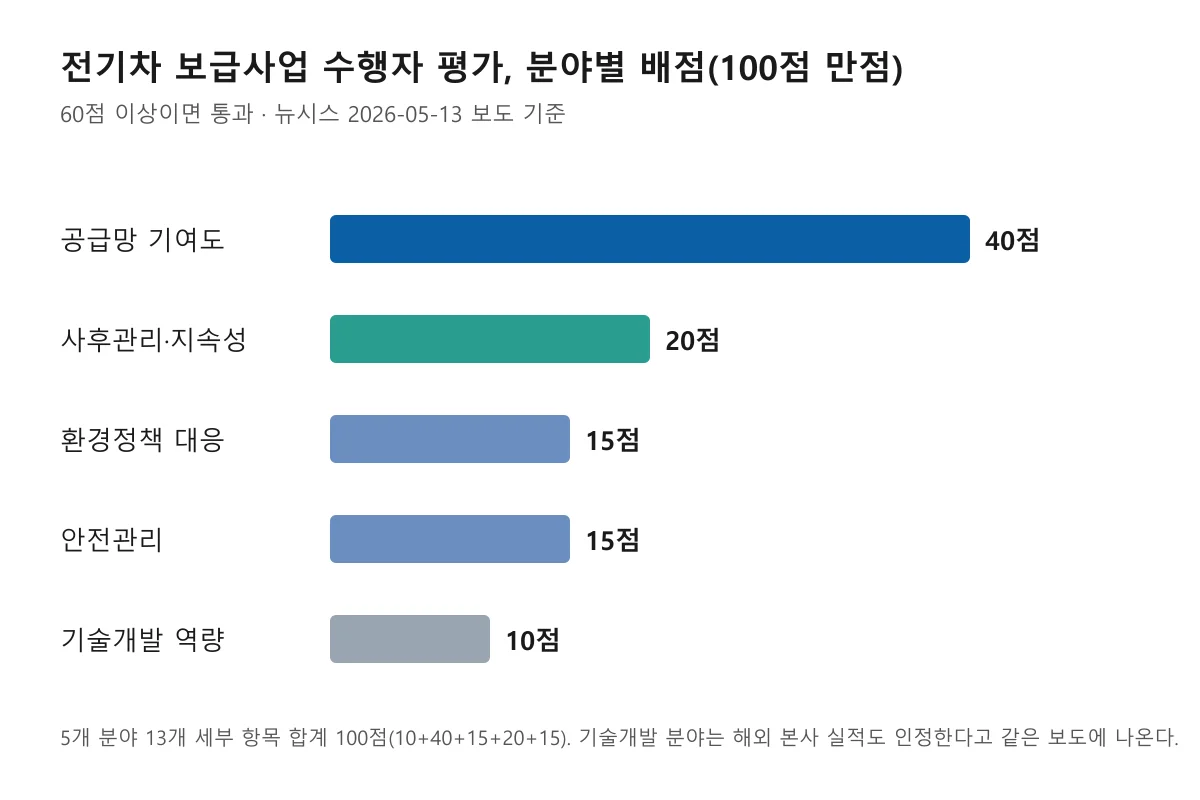 전기차 보급사업 수행자 평가, 분야별 배점(100점 만점)
60점 이상이면 통과 · 뉴시스 2026-05-13 보도 기준
공급망 기여도 40점
사후관리·지속성 20점
환경정책 대응 15점
안전관리 15점
기술개발 역량 10점
5개 분야 13개 세부 항목 합계 100점(10+40+15+20+15). 기술개발 분야는 해외 본사 실적도 인정한다고 같은 보도에 나온다.